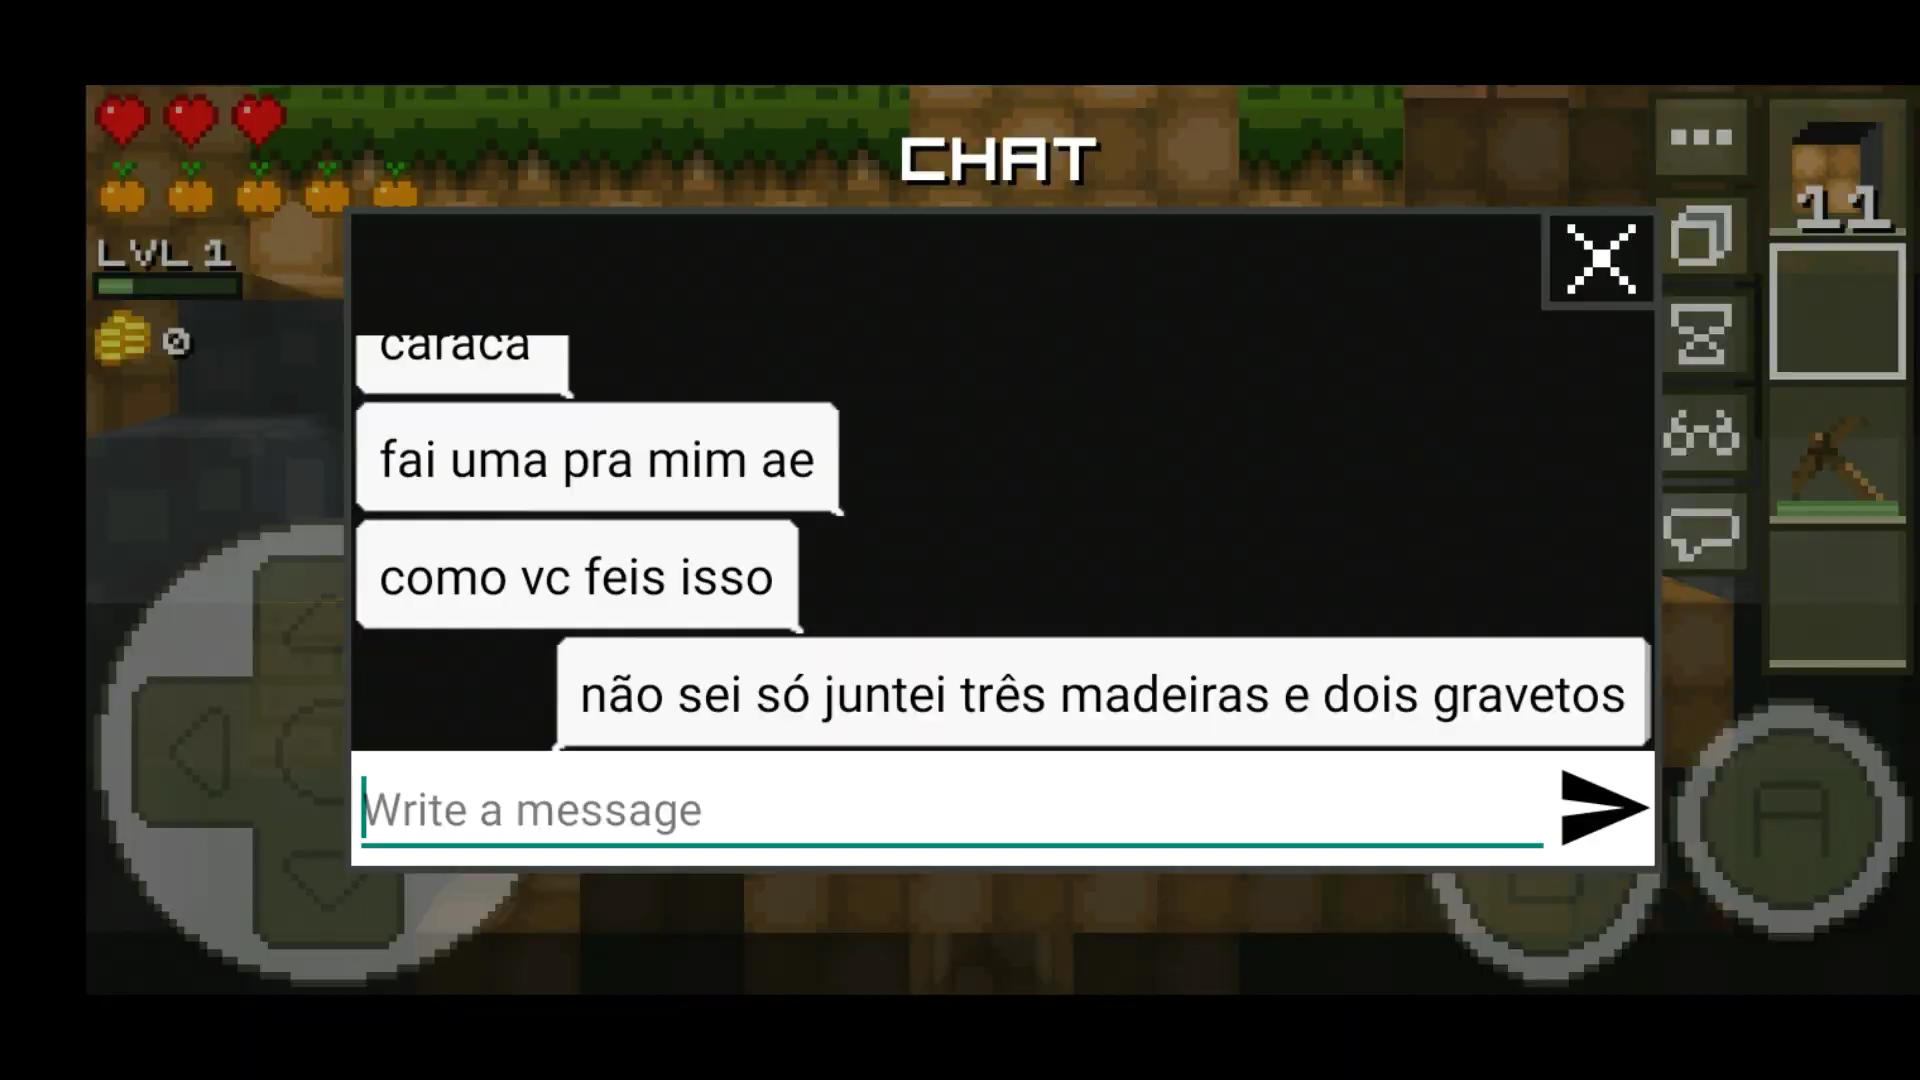 CHAT
LVL 1
0
11
caraca
fai uma pra mim ae
como vc feis isso
não sei só juntei três madeiras e dois gravetos
Write a message
A